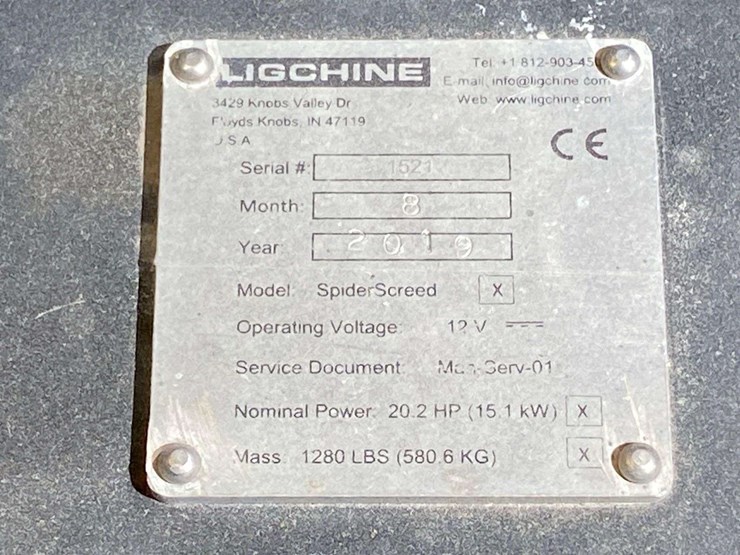 LIGCHINE
Tel: +1 812-903-45
E-mail: info@ligchine.com
Web: www.ligchine.com
3429 Knobs Valley Dr
Floyds Knobs, IN 47119
U.S.A
CE
Serial #: 1521
Month: 8
Year: 2019
Model: SpiderScreed X
Operating Voltage: 12 V
Service Document: Man-Serv-01
Nominal Power: 20.2 HP (15.1 kW) X
Mass: 1280 LBS (580.6 KG) X